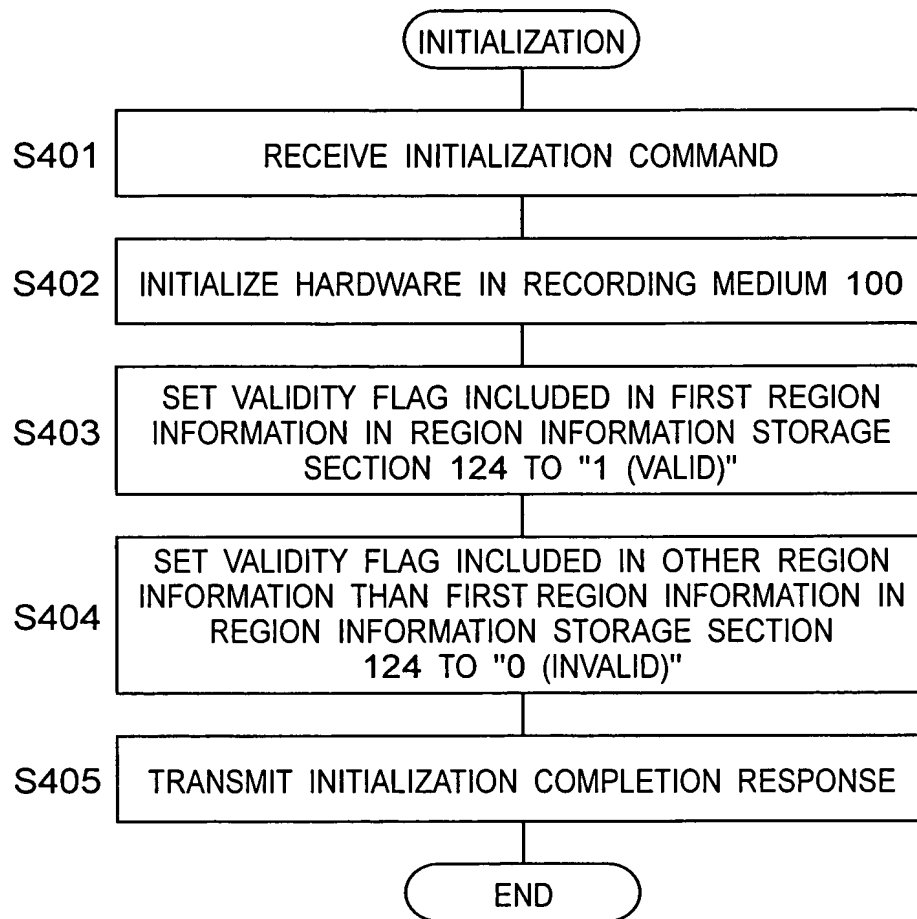 INITIALIZATION
S401
RECEIVE INITIALIZATION COMMAND
S402
INITIALIZE HARDWARE IN RECORDING MEDIUM 100
S403
SET VALIDITY FLAG INCLUDED IN FIRST REGION
INFORMATION IN REGION INFORMATION STORAGE
SECTION 124 TO "1 (VALID)"
S404
SET VALIDITY FLAG INCLUDED IN OTHER REGION
INFORMATION THAN FIRST REGION INFORMATION IN
REGION INFORMATION STORAGE SECTION
124 TO "0 (INVALID)"
S405
TRANSMIT INITIALIZATION COMPLETION RESPONSE
END